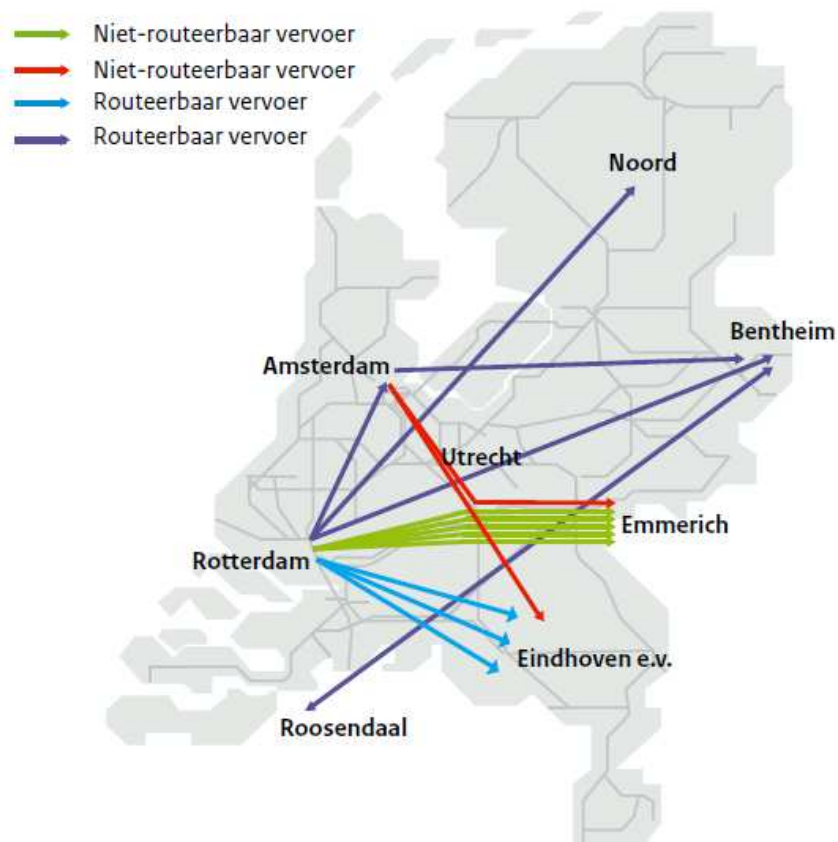 Niet-routeerbaar vervoer
Niet-routeerbaar vervoer
Routeerbaar vervoer
Routeerbaar vervoer
Noord
Bentheim
Amsterdam
Utrecht
Emmerich
Rotterdam
Eindhoven e.v.
Roosendaal